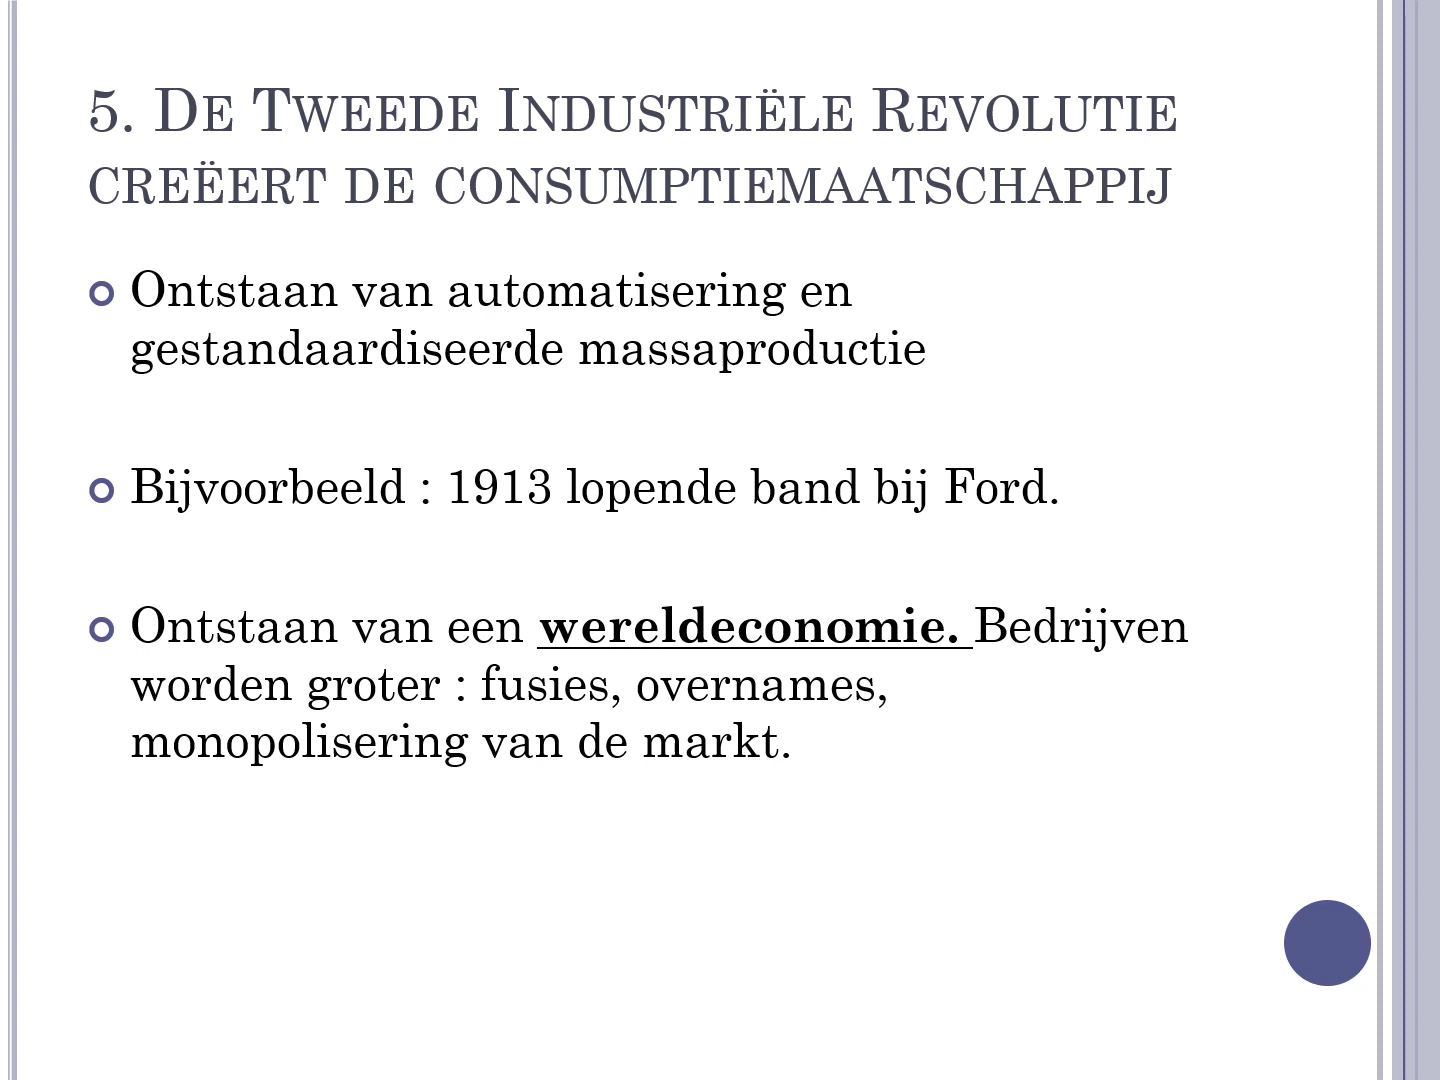 5. De Tweede Industriële Revolutie
creëert de consumptiemaatschappij
Ontstaan van automatisering en
gestandaardiseerde massaproductie
Bijvoorbeeld : 1913 lopende band bij Ford.
Ontstaan van een wereldeconomie. Bedrijven
worden groter : fusies, overnames,
monopolisering van de markt.